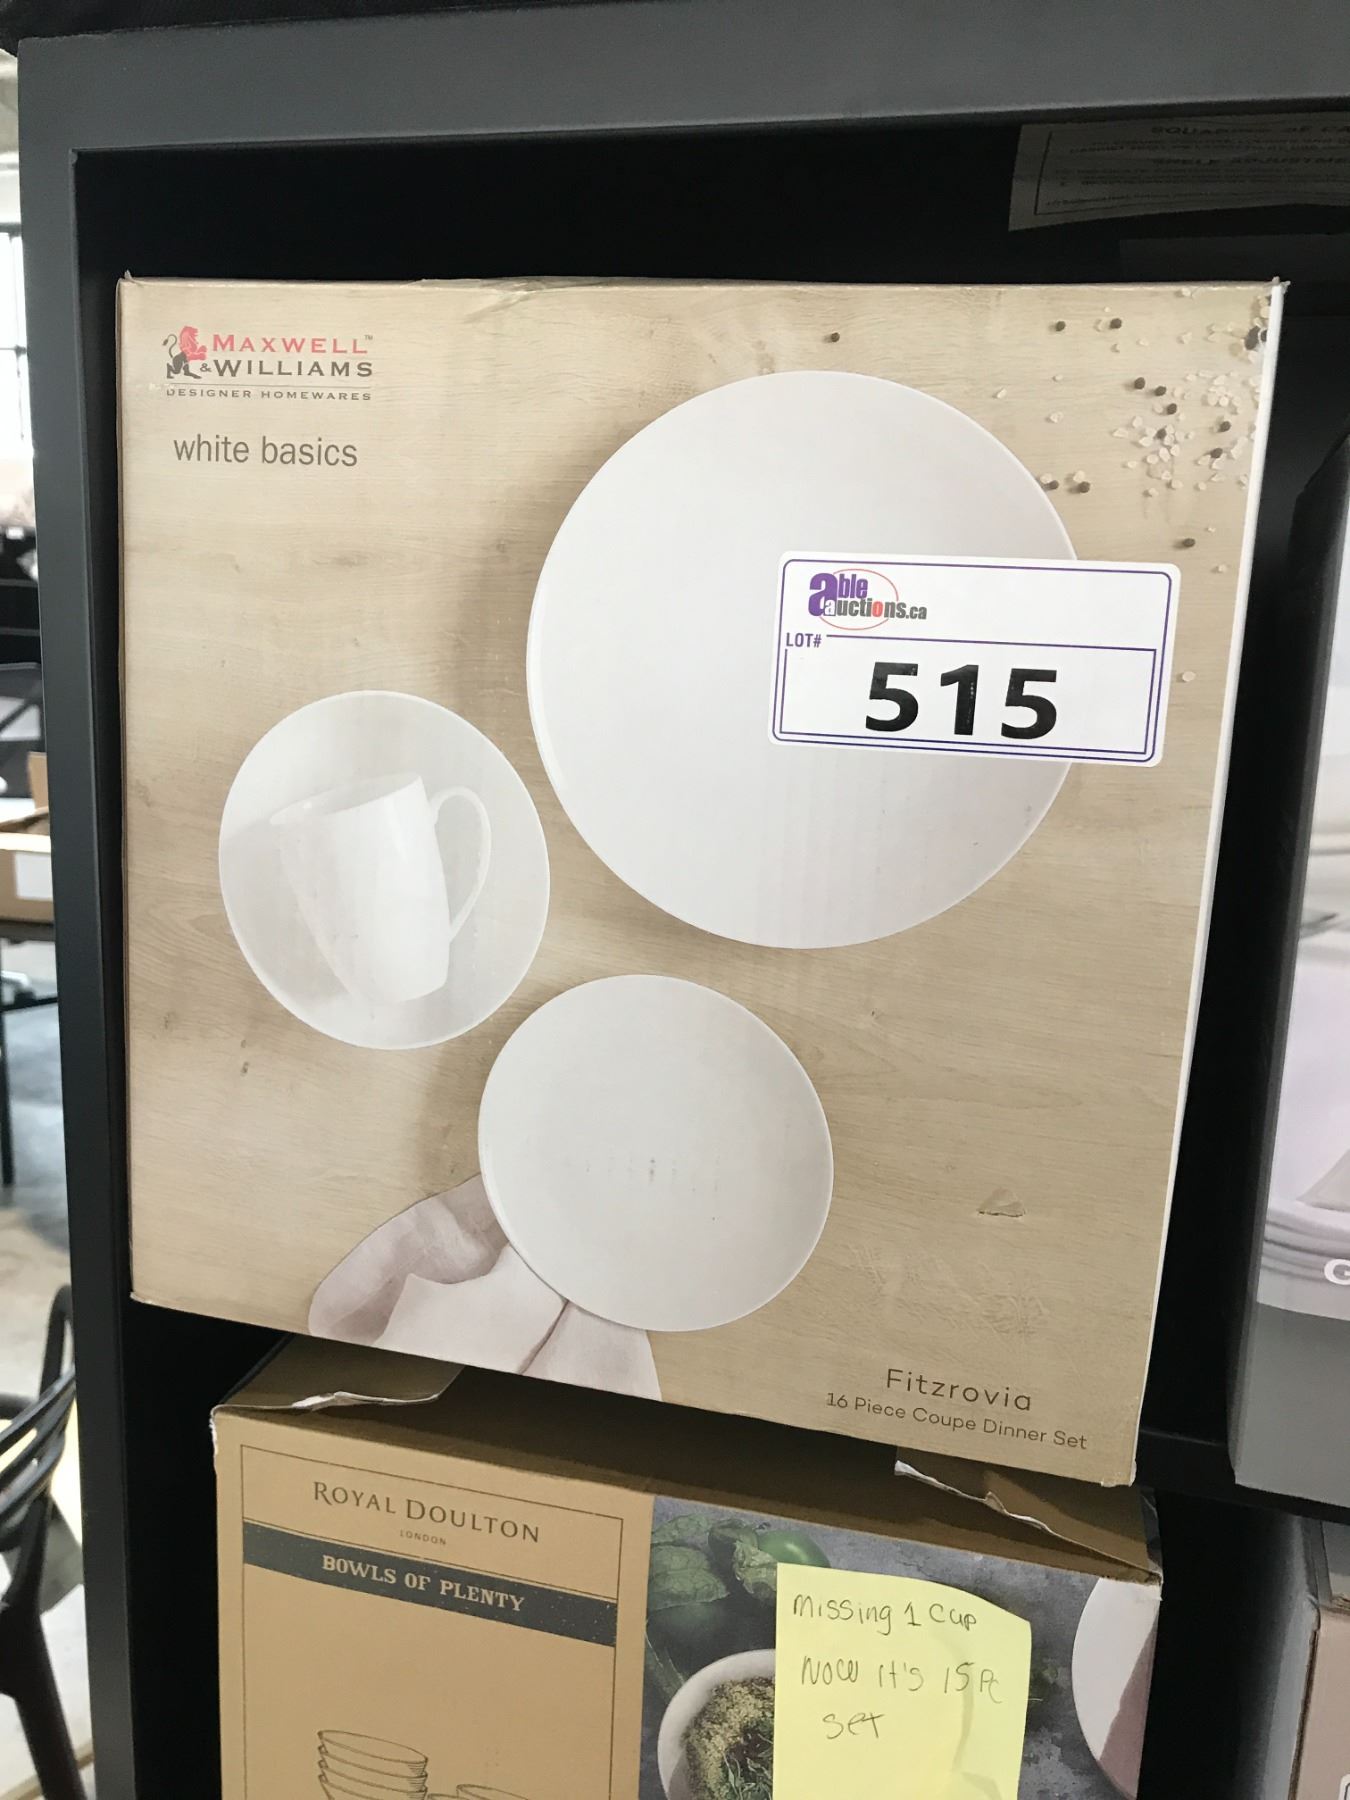 MAXWELL™
&WILLIAMS
DESIGNER HOMEWARES
white basics
able
auctions.ca
LOT#
515
Fitzrovia
16 Piece Coupe Dinner Set
ROYAL DOULTON
LONDON
BOWLS OF PLENTY
Missing 1 Cup
Now it's 15 Pc
set
G